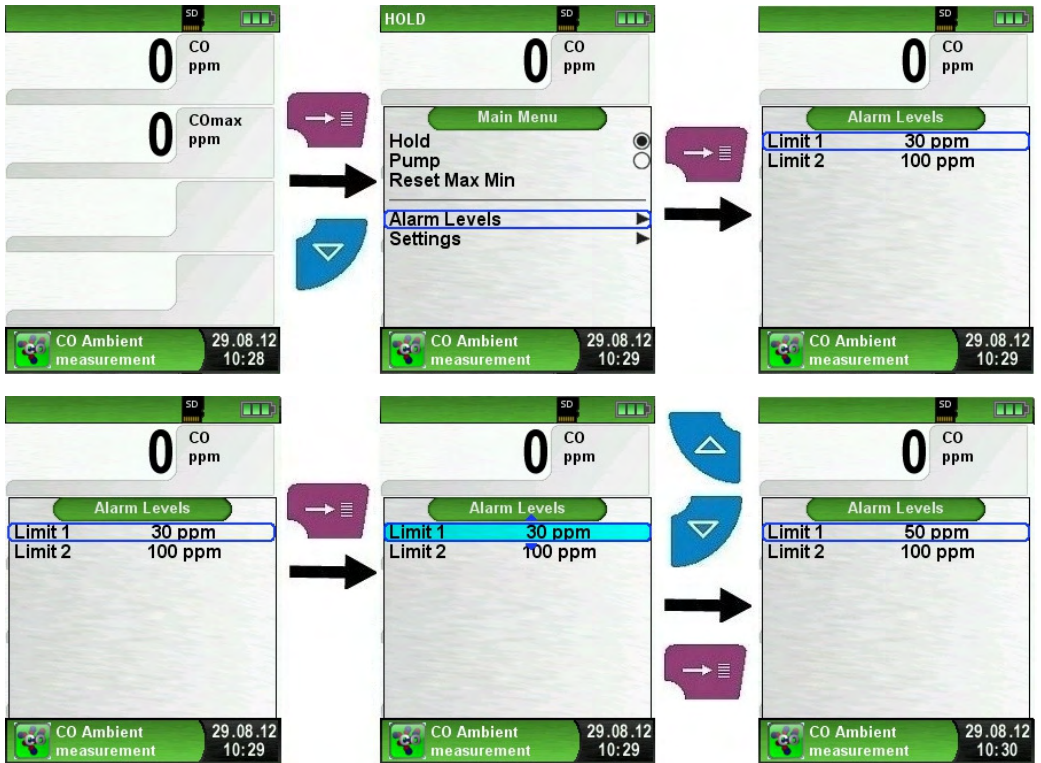 SD
0 CO
ppm
0 COmax
ppm
CO Ambient
measurement
29.08.12
10:28
HOLD
SD
0 CO
ppm
Main Menu
Hold
Pump
Reset Max Min
Alarm Levels
Settings
CO Ambient
measurement
29.08.12
10:29
SD
0 CO
ppm
Alarm Levels
Limit 1 30 ppm
Limit 2 100 ppm
CO Ambient
measurement
29.08.12
10:29
SD
0 CO
ppm
Alarm Levels
Limit 1 30 ppm
Limit 2 100 ppm
CO Ambient
measurement
29.08.12
10:29
SD
0 CO
ppm
Alarm Levels
Limit 1 30 ppm
Limit 2 100 ppm
CO Ambient
measurement
29.08.12
10:29
SD
0 CO
ppm
Alarm Levels
Limit 1 50 ppm
Limit 2 100 ppm
CO Ambient
measurement
29.08.12
10:30